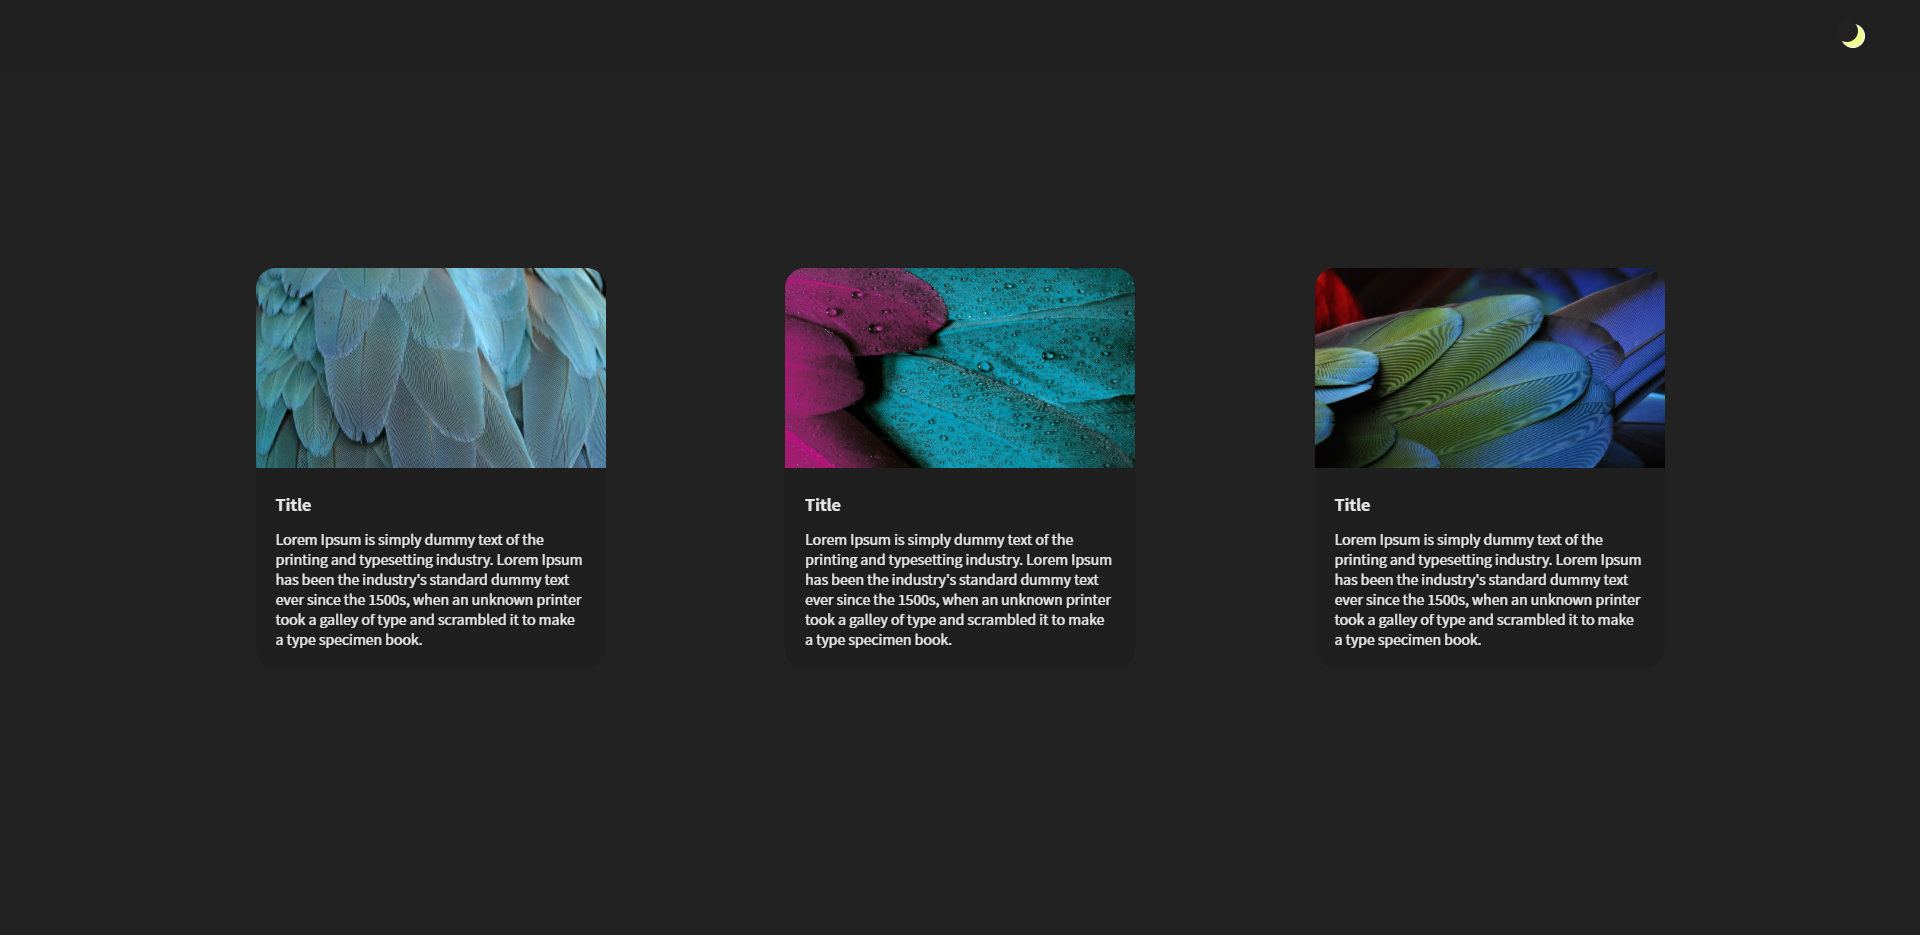 Title
Lorem Ipsum is simply dummy text of the
printing and typesetting industry. Lorem Ipsum
has been the industry's standard dummy text
ever since the 1500s, when an unknown printer
took a galley of type and scrambled it to make
a type specimen book.
Title
Lorem Ipsum is simply dummy text of the
printing and typesetting industry. Lorem Ipsum
has been the industry's standard dummy text
ever since the 1500s, when an unknown printer
took a galley of type and scrambled it to make
a type specimen book.
Title
Lorem Ipsum is simply dummy text of the
printing and typesetting industry. Lorem Ipsum
has been the industry's standard dummy text
ever since the 1500s, when an unknown printer
took a galley of type and scrambled it to make
a type specimen book.